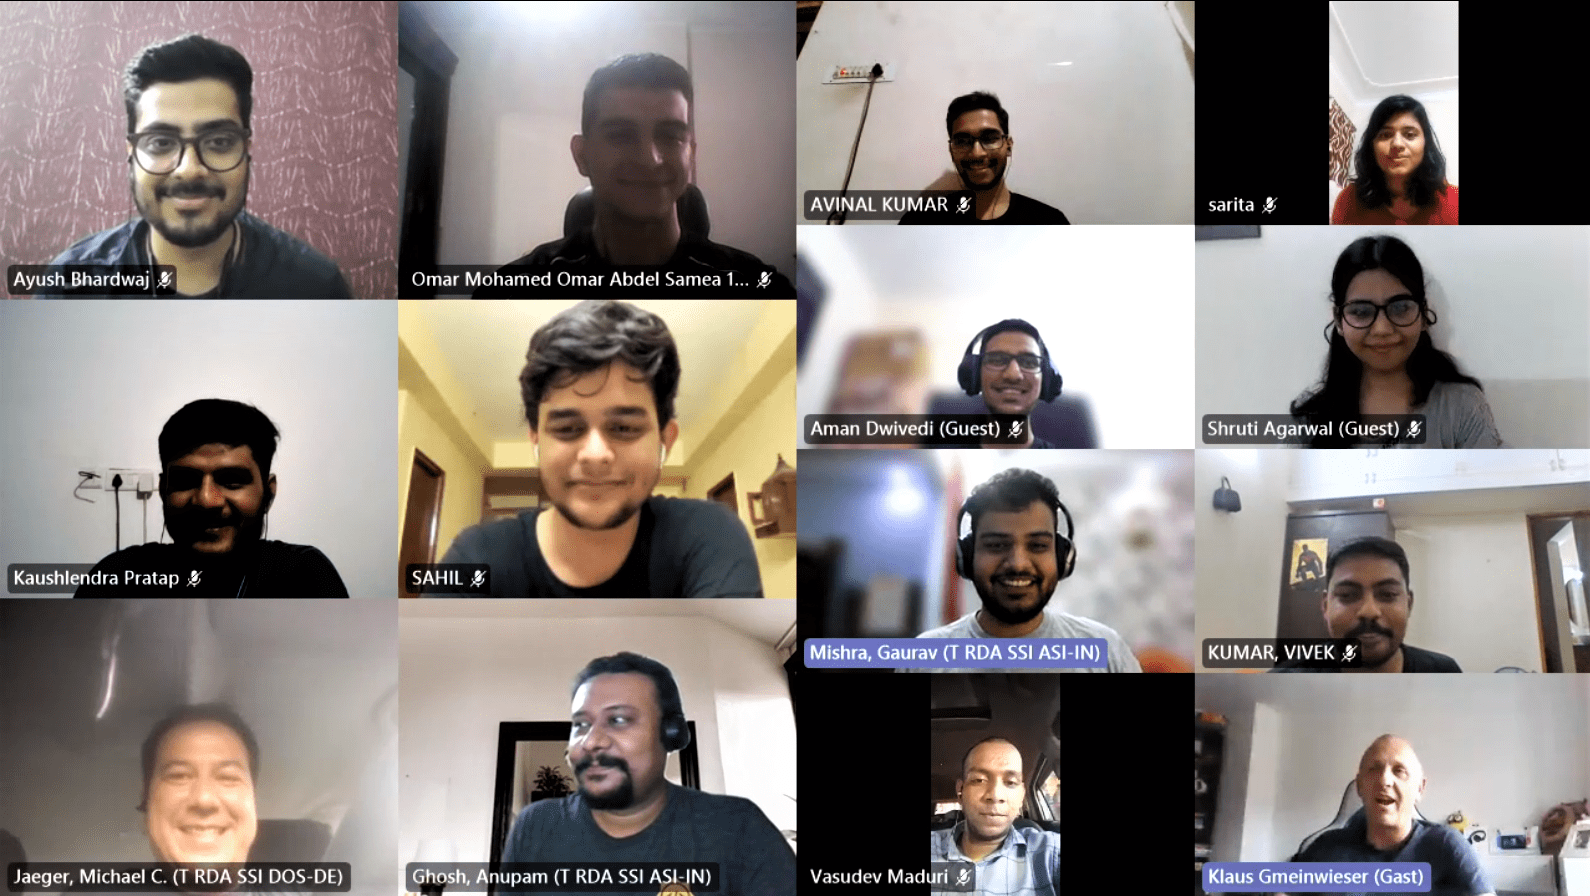 Ayush Bhardwaj
Omar Mohamed Omar Abdel Samea 1...
AVINAL KUMAR
sarita
Aman Dwivedi (Guest)
Shruti Agarwal (Guest)
Kaushlendra Pratap
SAHIL
Mishra, Gaurav (T RDA SSI ASI-IN)
KUMAR, VIVEK
Jaeger, Michael C. (T RDA SSI DOS-DE)
Ghosh, Anupam (T RDA SSI ASI-IN)
Vasudev Maduri
Klaus Gmeinwieser (Gast)